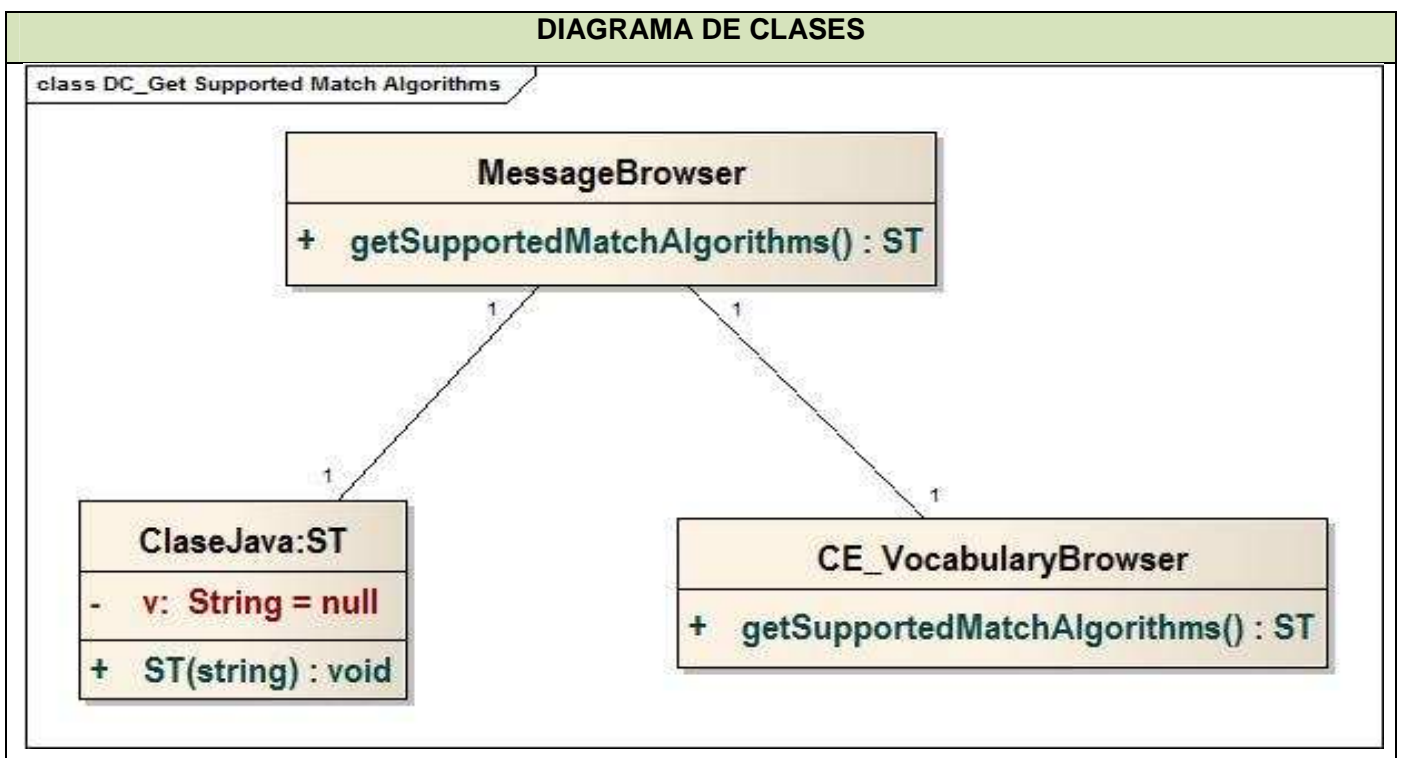 DIAGRAMA DE CLASES
class DC_Get Supported Match Algorithms
MessageBrowser
+ getSupportedMatchAlgorithms() : ST
1
1
1
1
ClaseJava:ST
- v: String = null
+ ST(string) : void
CE_VocabularyBrowser
+ getSupportedMatchAlgorithms() : ST